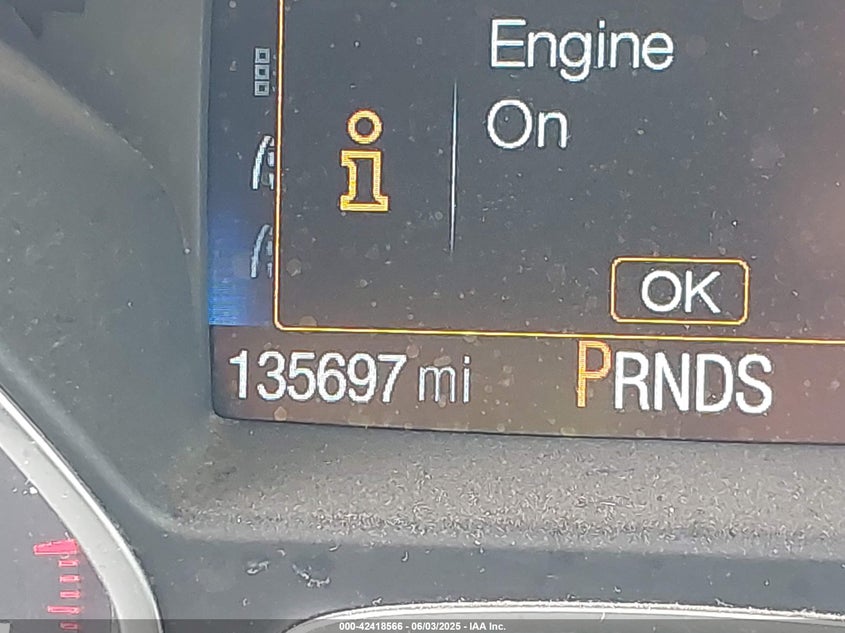 Engine
On
i
OK
135697 mi PRNDS
000-42418566 - 06/03/2025 - IAA Inc.